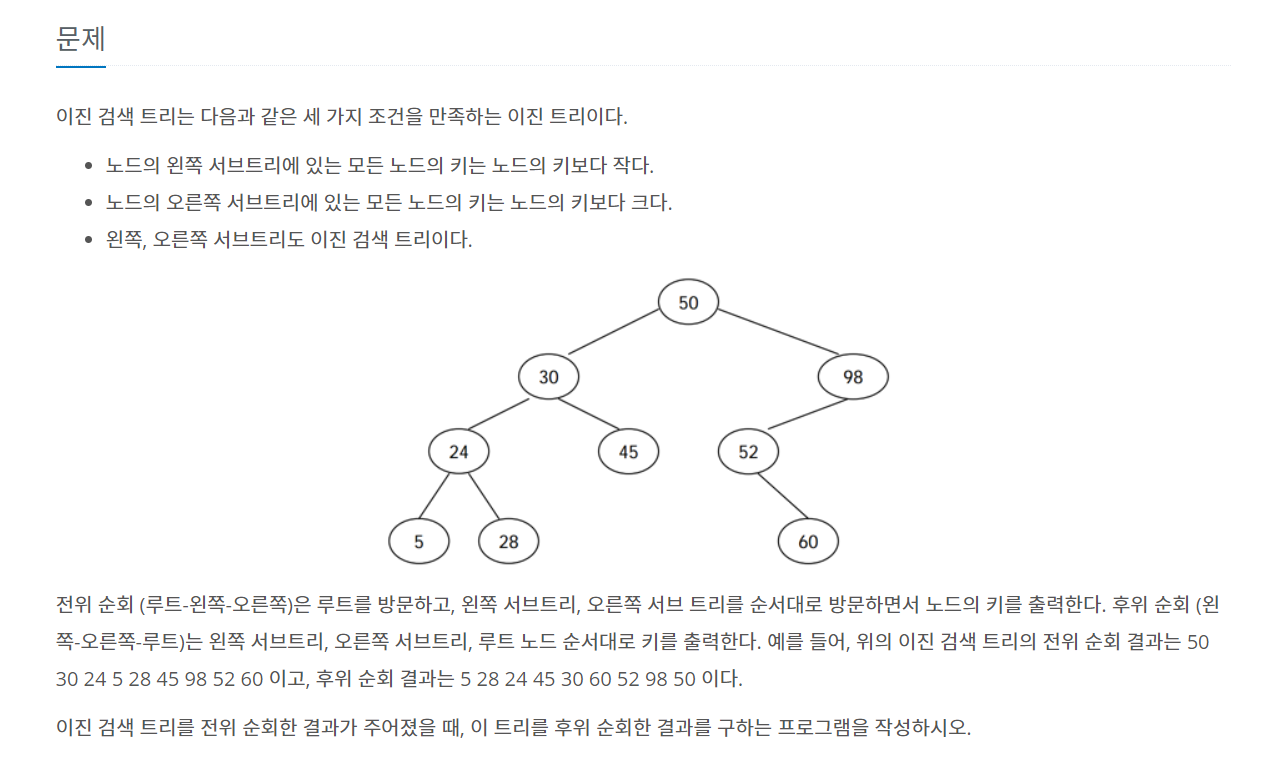 문제
이진 검색 트리는 다음과 같은 세 가지 조건을 만족하는 이진 트리이다.
노드의 왼쪽 서브트리에 있는 모든 노드의 키는 노드의 키보다 작다.
노드의 오른쪽 서브트리에 있는 모든 노드의 키는 노드의 키보다 크다.
왼쪽, 오른쪽 서브트리도 이진 검색 트리이다.
50
30 98
24 45 52
5 28 60
전위 순회 (루트-왼쪽-오른쪽)은 루트를 방문하고, 왼쪽 서브트리, 오른쪽 서브 트리를 순서대로 방문하면서 노드의 키를 출력한다. 후위 순회 (왼
쪽-오른쪽-루트)는 왼쪽 서브트리, 오른쪽 서브트리, 루트 노드 순서대로 키를 출력한다. 예를 들어, 위의 이진 검색 트리의 전위 순회 결과는 50
30 24 5 28 45 98 52 60 이고, 후위 순회 결과는 5 28 24 45 30 60 52 98 50 이다.
이진 검색 트리를 전위 순회한 결과가 주어졌을 때, 이 트리를 후위 순회한 결과를 구하는 프로그램을 작성하시오.